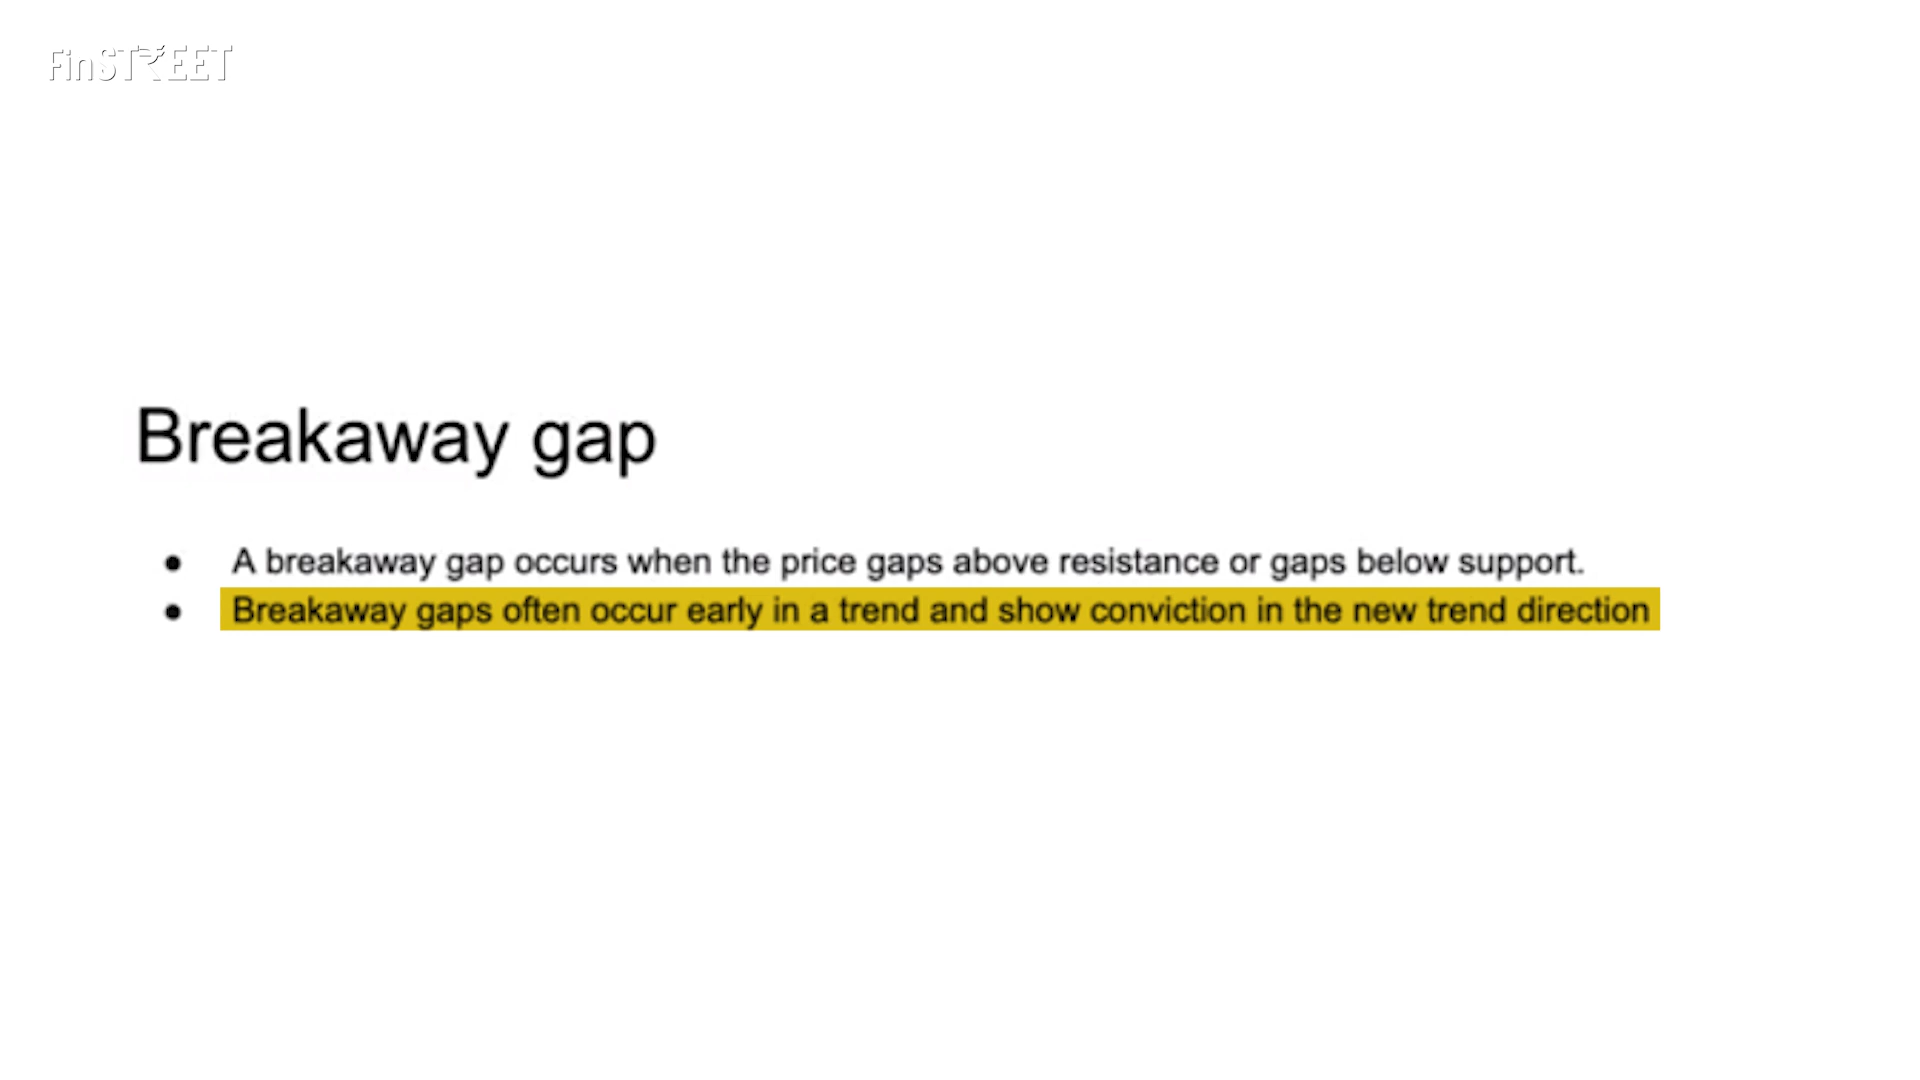 FinSTREET
Breakaway gap
● A breakaway gap occurs when the price gaps above resistance or gaps below support.
● Breakaway gaps often occur early in a trend and show conviction in the new trend direction